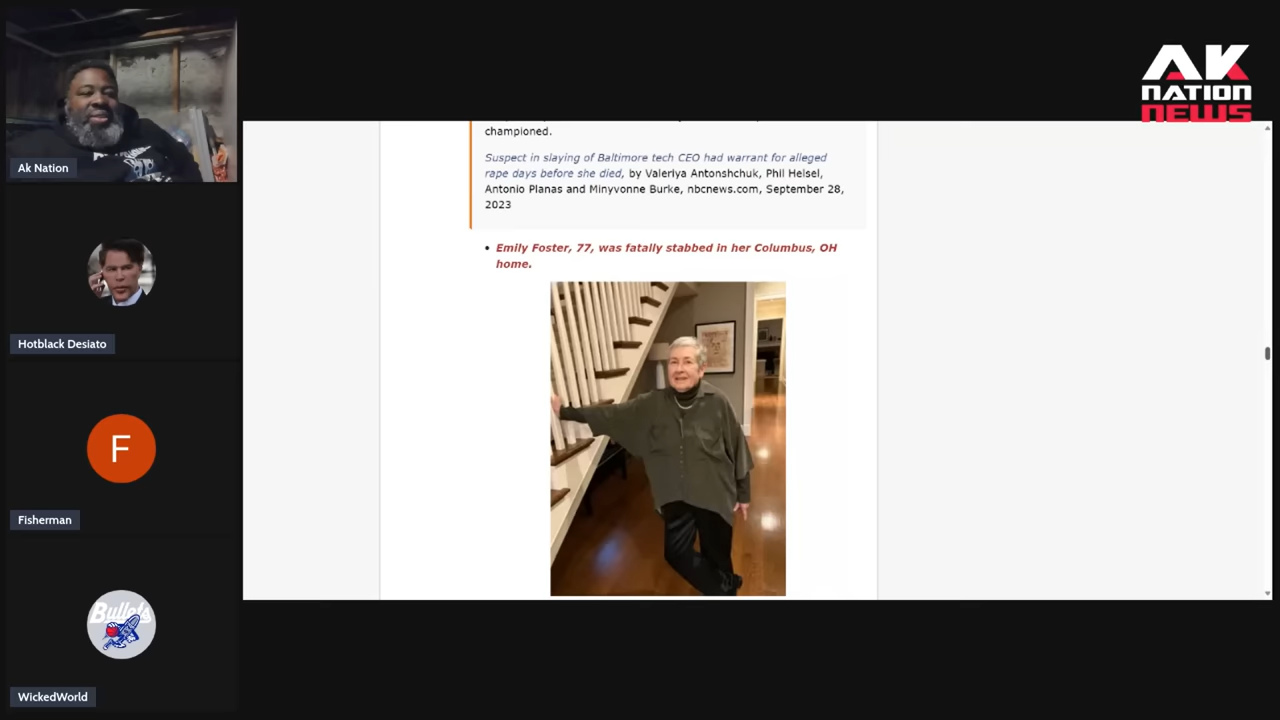 Ak Nation
Hotblack Desiato
F
Fisherman
Bullets
WickedWorld
AK
NATION
NEWS
championed.
Suspect in slaying of Baltimore tech CEO had warrant for alleged
rape days before she died, by Valeriya Antonshchuk, Phil Helsel,
Antonio Planas and Minyvonne Burke, nbcnews.com, September 28,
2023
• Emily Foster, 77, was fatally stabbed in her Columbus, OH
home.